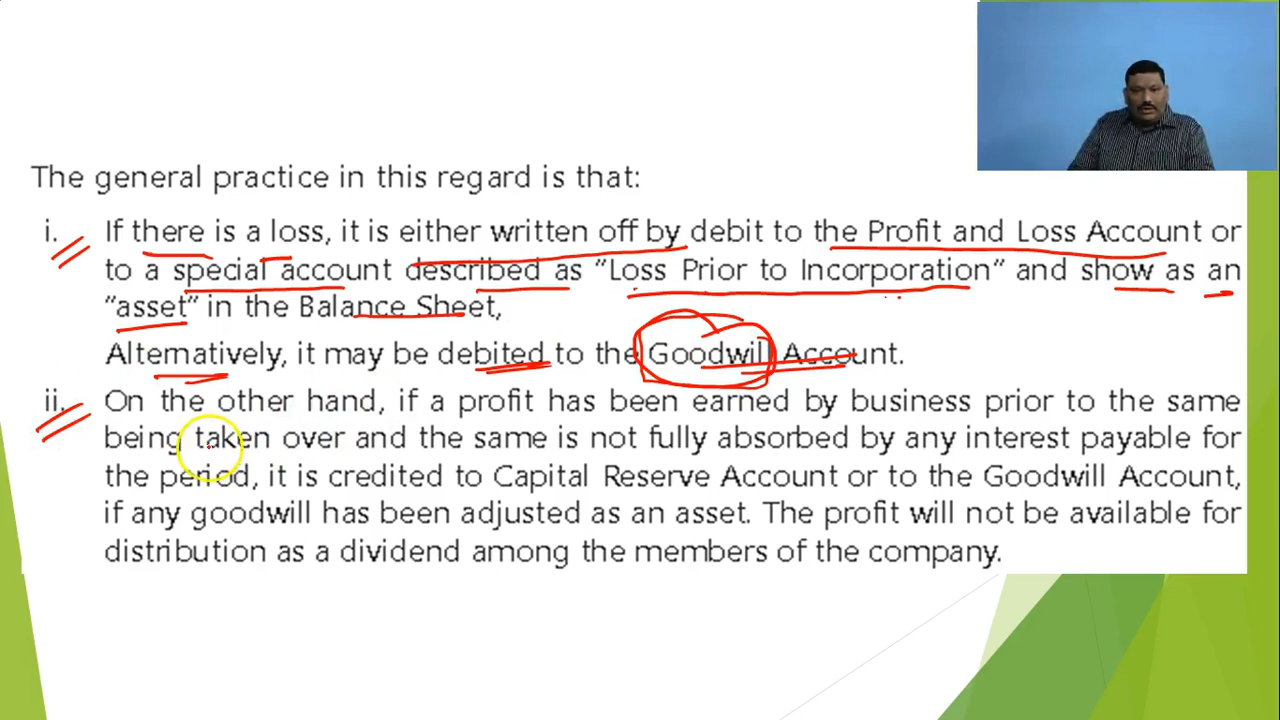 The general practice in this regard is that:
i. If there is a loss, it is either written off by debit to the Profit and Loss Account or
to a special account described as “Loss Prior to Incorporation” and show as an
“asset” in the Balance Sheet,
Alternatively, it may be debited to the Goodwill Account.
ii. On the other hand, if a profit has been earned by business prior to the same
being taken over and the same is not fully absorbed by any interest payable for
the period, it is credited to Capital Reserve Account or to the Goodwill Account,
if any goodwill has been adjusted as an asset. The profit will not be available for
distribution as a dividend among the members of the company.